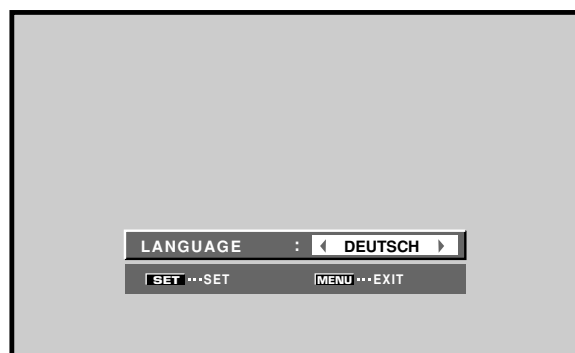 LANGUAGE : DEUTSCH
SET ··· SET MENU ··· EXIT